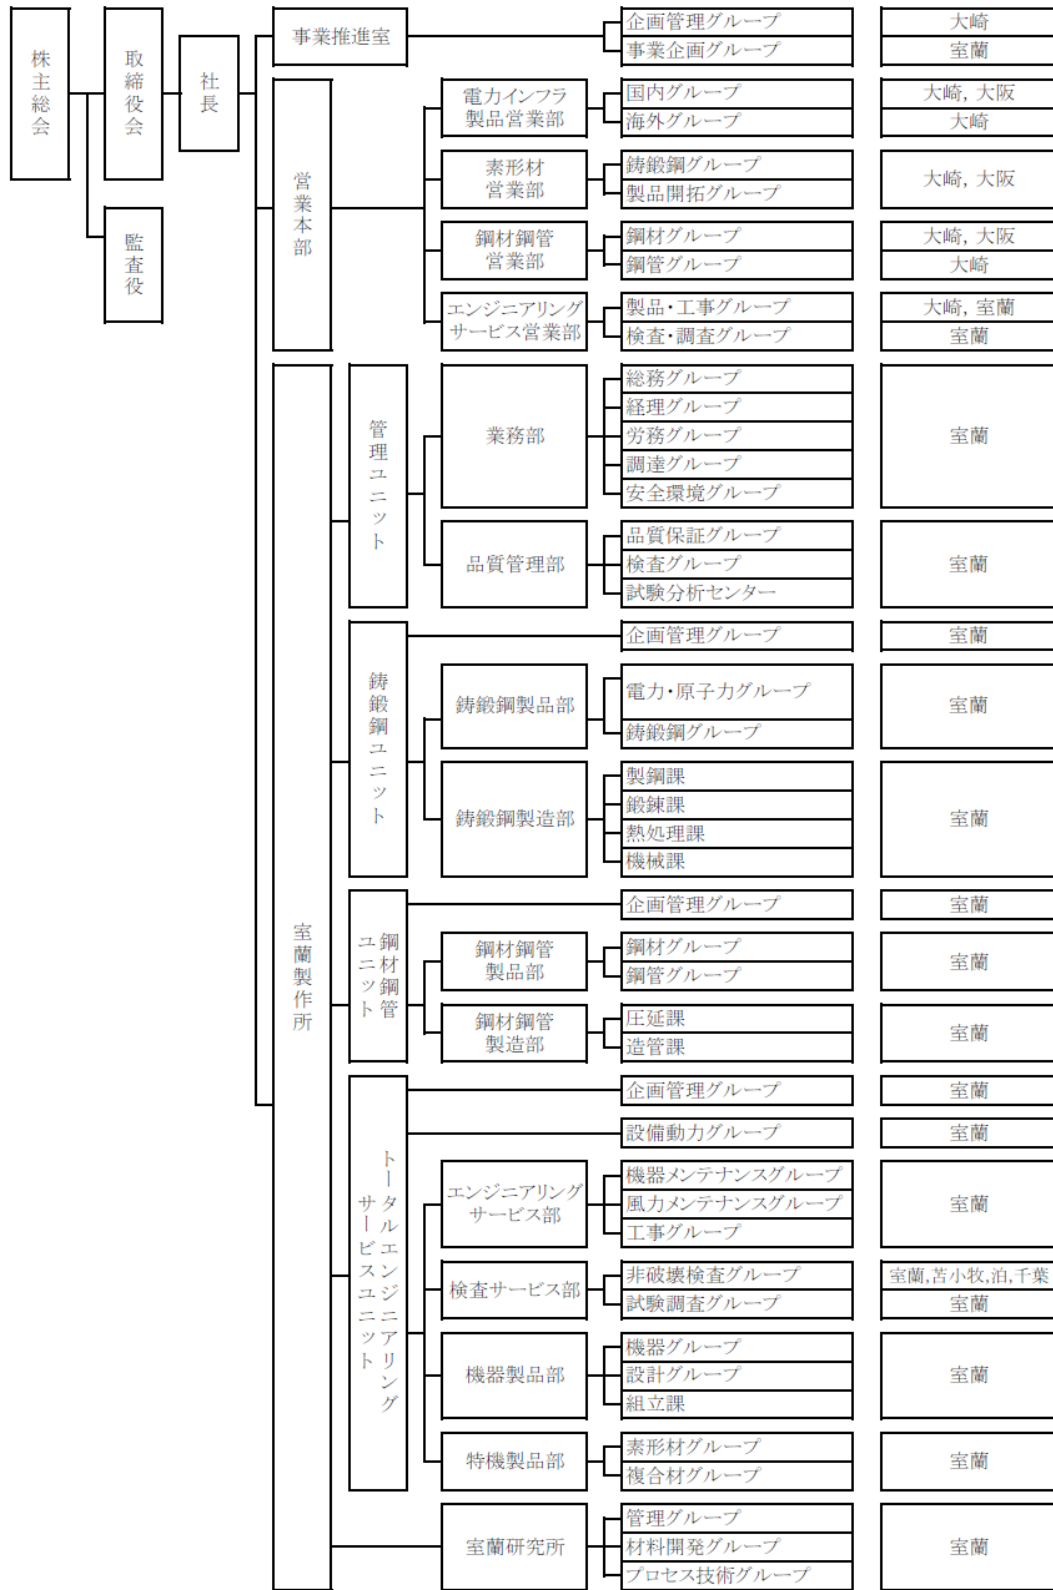 株主総会
取締役会
監査役
社長
事業推進室
企画管理グループ
大崎
事業企画グループ
室蘭
営業本部
電力インフラ
製品営業部
国内グループ
大崎, 大阪
海外グループ
大崎
素形材
営業部
鋳鍛鋼グループ
製品開拓グループ
大崎, 大阪
鋼材鋼管
営業部
鋼材グループ
大崎, 大阪
鋼管グループ
大崎
エンジニアリング
サービス営業部
製品・工事グループ
大崎, 室蘭
検査・調査グループ
室蘭
室蘭製作所
管理ユニット
業務部
総務グループ
経理グループ
労務グループ
調達グループ
安全環境グループ
室蘭
品質管理部
品質保証グループ
検査グループ
試験分析センター
室蘭
鋳鍛鋼ユニット
企画管理グループ
室蘭
鋳鍛鋼製品部
電力・原子力グループ
鋳鍛鋼グループ
室蘭
鋳鍛鋼製造部
製鋼課
鍛錬課
熱処理課
機械課
室蘭
鋼材鋼管
ユニット
企画管理グループ
室蘭
鋼材鋼管
製品部
鋼材グループ
鋼管グループ
室蘭
鋼材鋼管
製造部
圧延課
造管課
室蘭
トータルエンジニアリング
サービスユニット
企画管理グループ
室蘭
設備動力グループ
室蘭
エンジニアリング
サービス部
機器メンテナンスグループ
風力メンテナンスグループ
工事グループ
室蘭
検査サービス部
非破壊検査グループ
室蘭,苫小牧,泊,千葉
試験調査グループ
室蘭
機器製品部
機器グループ
設計グループ
組立課
室蘭
特機製品部
素形材グループ
複合材グループ
室蘭
室蘭研究所
管理グループ
材料開発グループ
プロセス技術グループ
室蘭